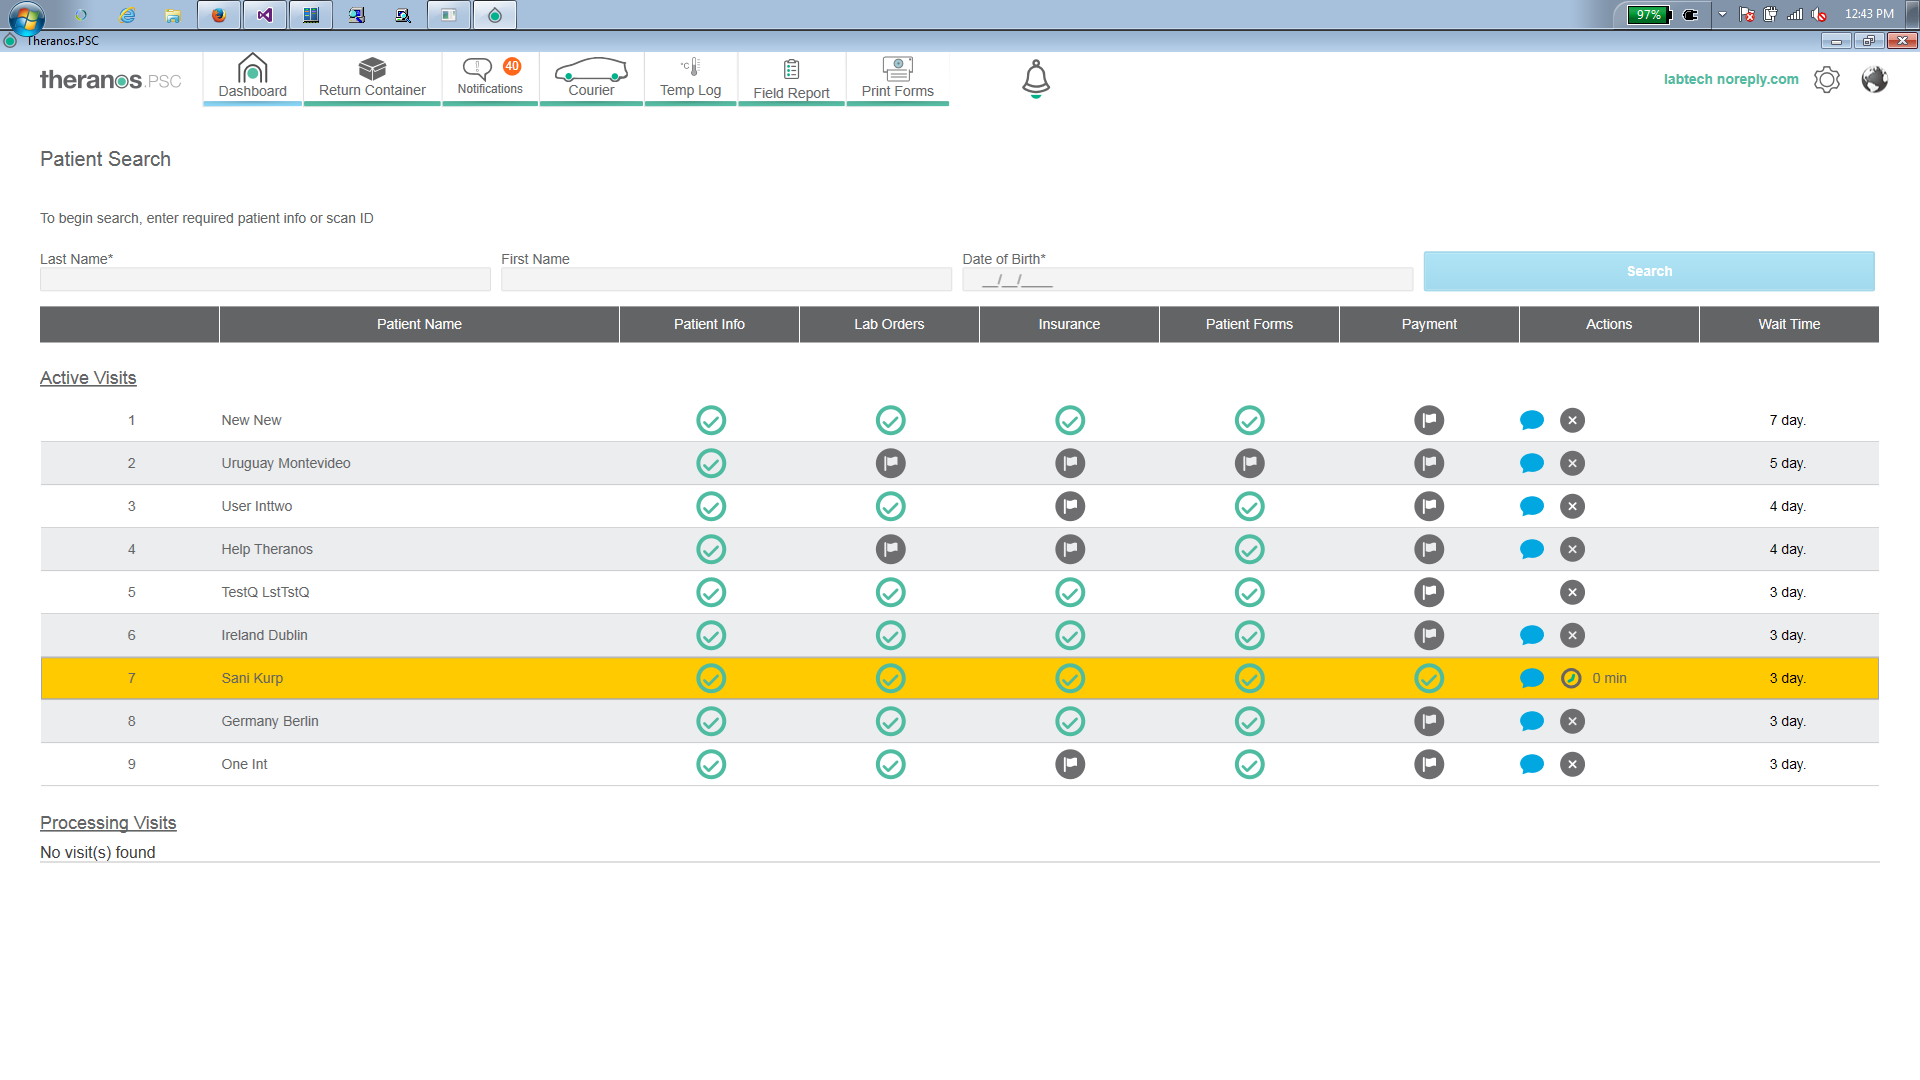 97%
12:43 PM
Theranos.PSC
theranos.PSC
Dashboard
Return Container
40
Notifications
Courier
°C
Temp Log
Field Report
Print Forms
labtech noreply.com
Patient Search
To begin search, enter required patient info or scan ID
Last Name*
First Name
Date of Birth*
__/__/____
Search
Patient Name Patient Info Lab Orders Insurance Patient Forms Payment Actions Wait Time
Active Visits
1 New New 7 day.
2 Uruguay Montevideo 5 day.
3 User Inttwo 4 day.
4 Help Theranos 4 day.
5 TestQ LstTstQ 3 day.
6 Ireland Dublin 3 day.
7 Sani Kurp 0 min 3 day.
8 Germany Berlin 3 day.
9 One Int 3 day.
Processing Visits
No visit(s) found